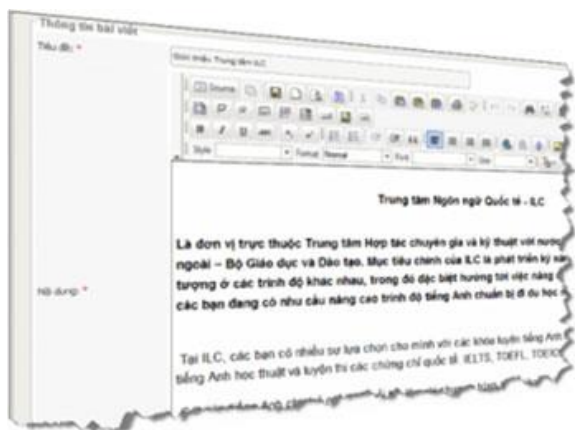 Thông tin bài viết
Tiêu đề: *
Giới thiệu Trung tâm ILC
Source
B I U abc
Style Format Normal Font Size
Trung tâm Ngôn ngữ Quốc tế - ILC
Là đơn vị trực thuộc Trung tâm Hợp tác chuyên gia và kỹ thuật với nước
ngoài – Bộ Giáo dục và Đào tạo. Mục tiêu chính của ILC là phát triển kỹ
tượng ở các trình độ khác nhau, trong đó đặc biệt hướng tới việc nâng
Nội dung: *
các bạn đang có nhu cầu nâng cao trình độ tiếng Anh chuẩn bị đi du học
Tại ILC, các bạn có nhiều sự lựa chọn cho mình với các khóa luyện tiếng Anh
tiếng Anh học thuật và luyện thi các chứng chỉ quốc tế: IELTS, TOEFL, TOEIC